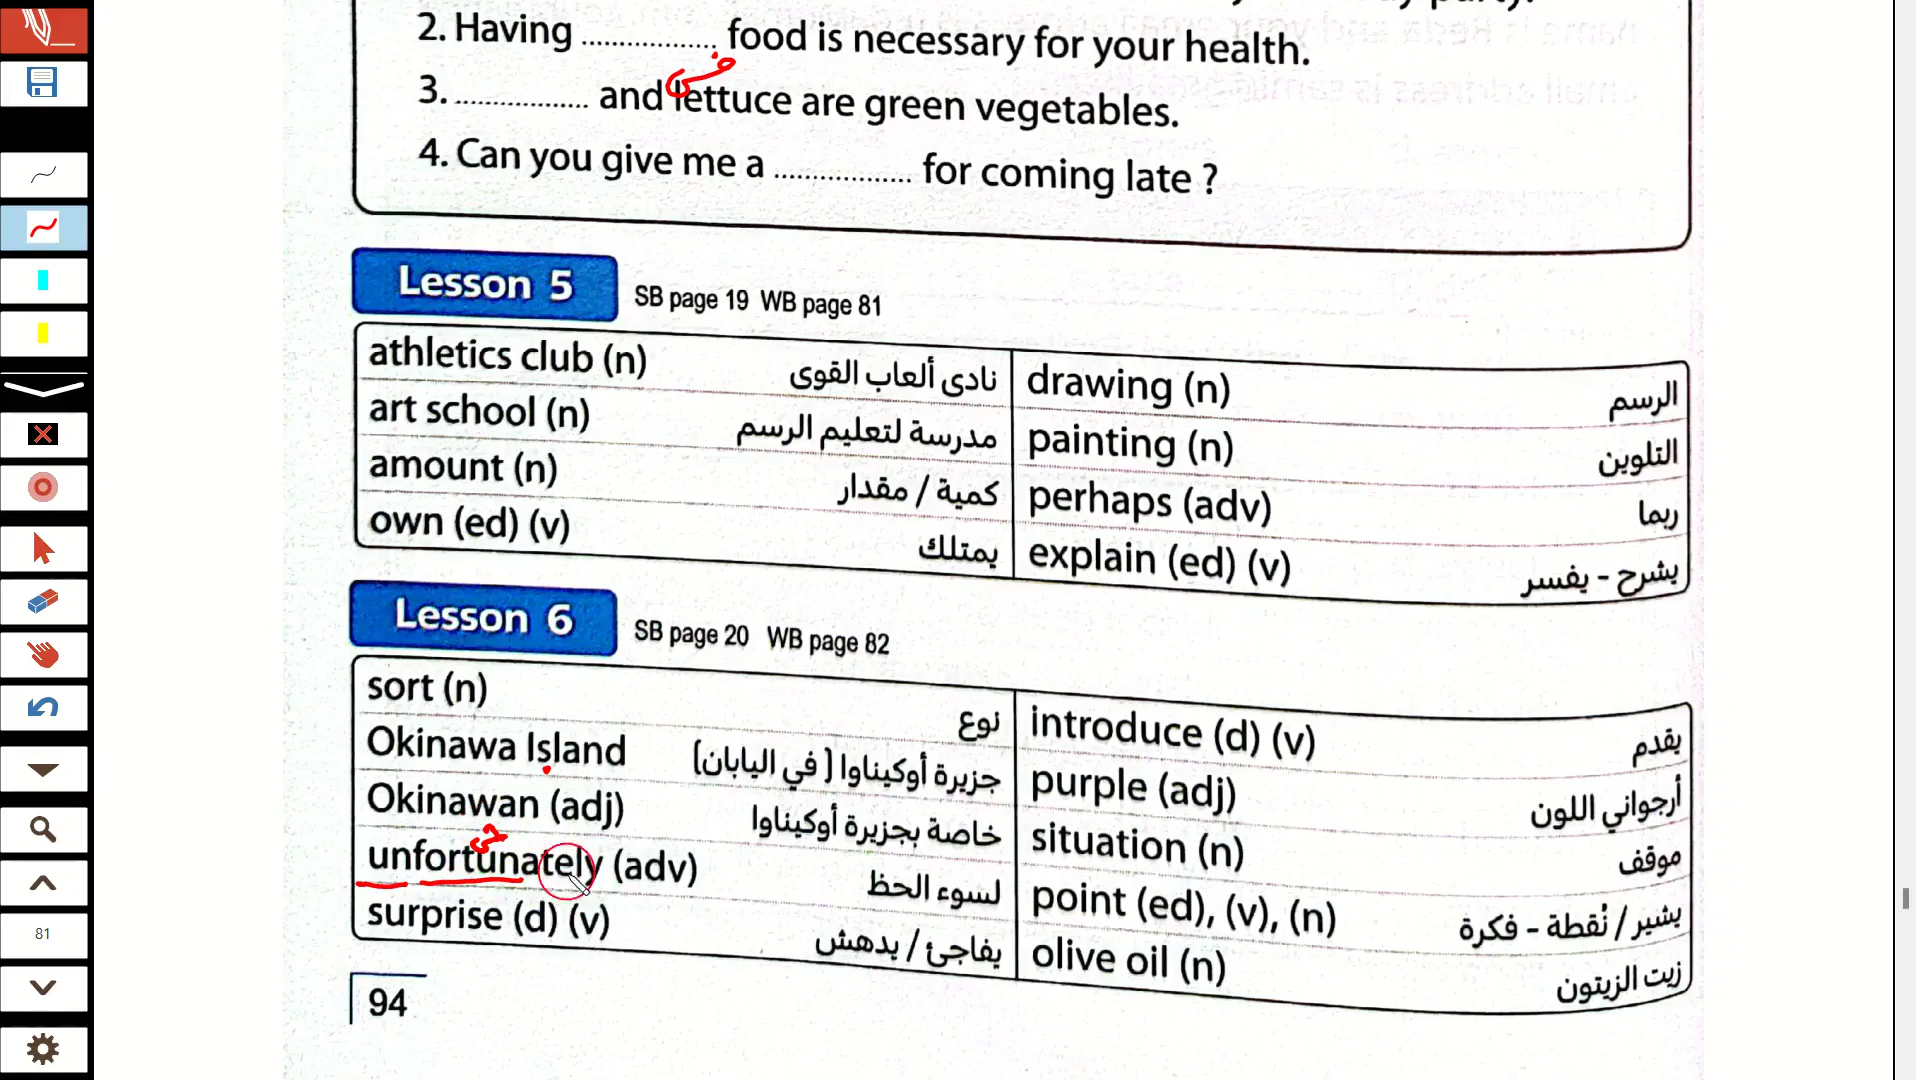 2. Having .................. food is necessary for your health.
3. .................. and lettuce are green vegetables.
4. Can you give me a .................. for coming late ?
Lesson 5 SB page 19 WB page 81
athletics club (n) نادى ألعاب القوى drawing (n) الرسم
art school (n) مدرسة لتعليم الرسم painting (n) التلوين
amount (n) كمية / مقدار perhaps (adv) ربما
own (ed) (v) يمتلك explain (ed) (v) يشرح - يفسر
Lesson 6 SB page 20 WB page 82
sort (n) نوع introduce (d) (v) يقدم
Okinawa Island جزيرة أوكيناوا (في اليابان) purple (adj) أرجواني اللون
Okinawan (adj) خاصة بجزيرة أوكيناوا situation (n) موقف
unfortunately (adv) لسوء الحظ point (ed), (v), (n) يشير / نُقطة - فكرة
surprise (d) (v) يفاجئ / يدهش olive oil (n) زيت الزيتون
94
81